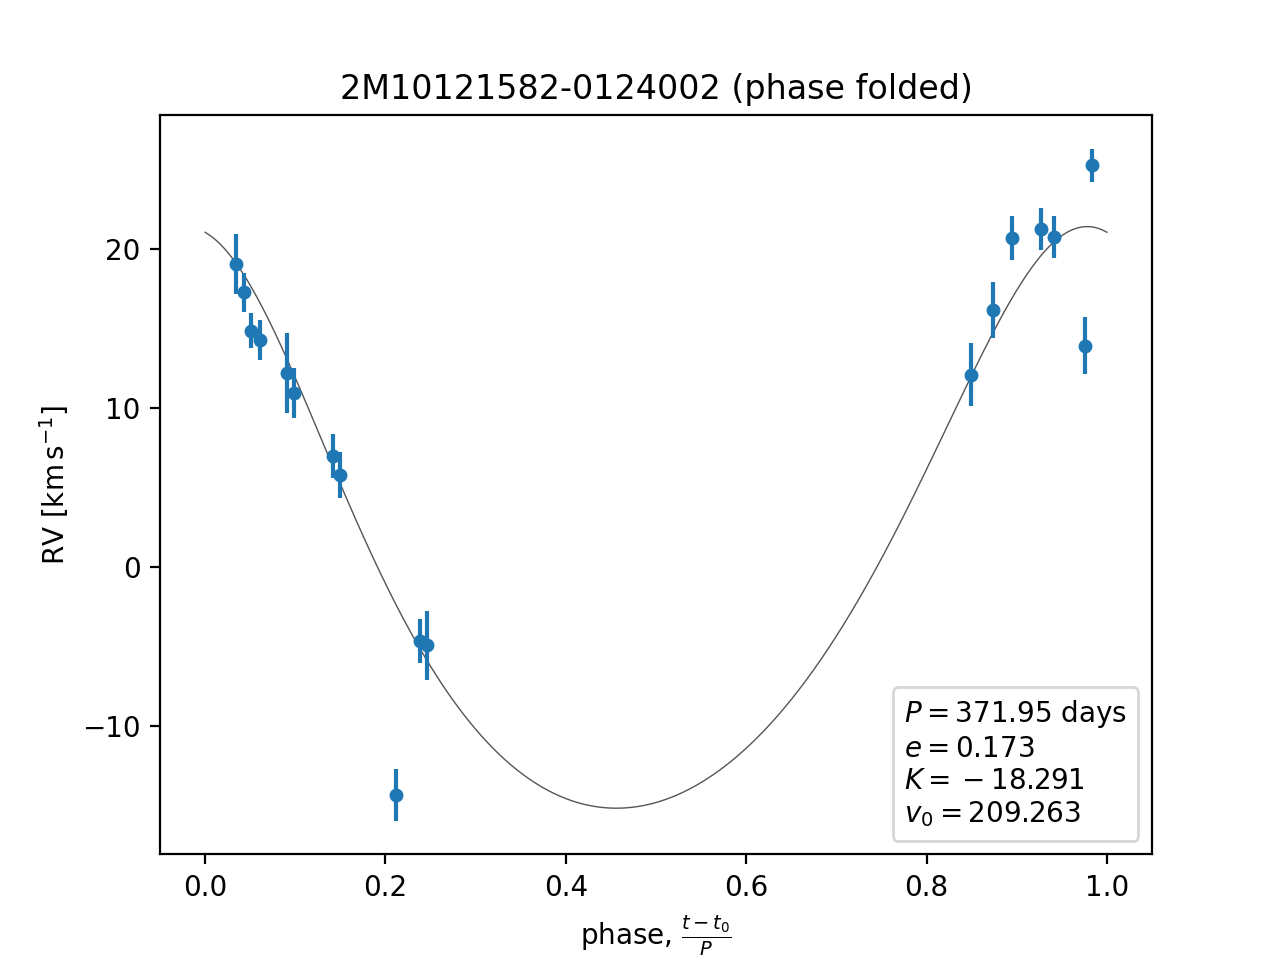 2M10121582-0124002 (phase folded)
RV [km s⁻¹]
20
10
0
−10
0.0 0.2 0.4 0.6 0.8 1.0
phase, (t − t₀)/P
P = 371.95 days
e = 0.173
K = −18.291
v₀ = 209.263